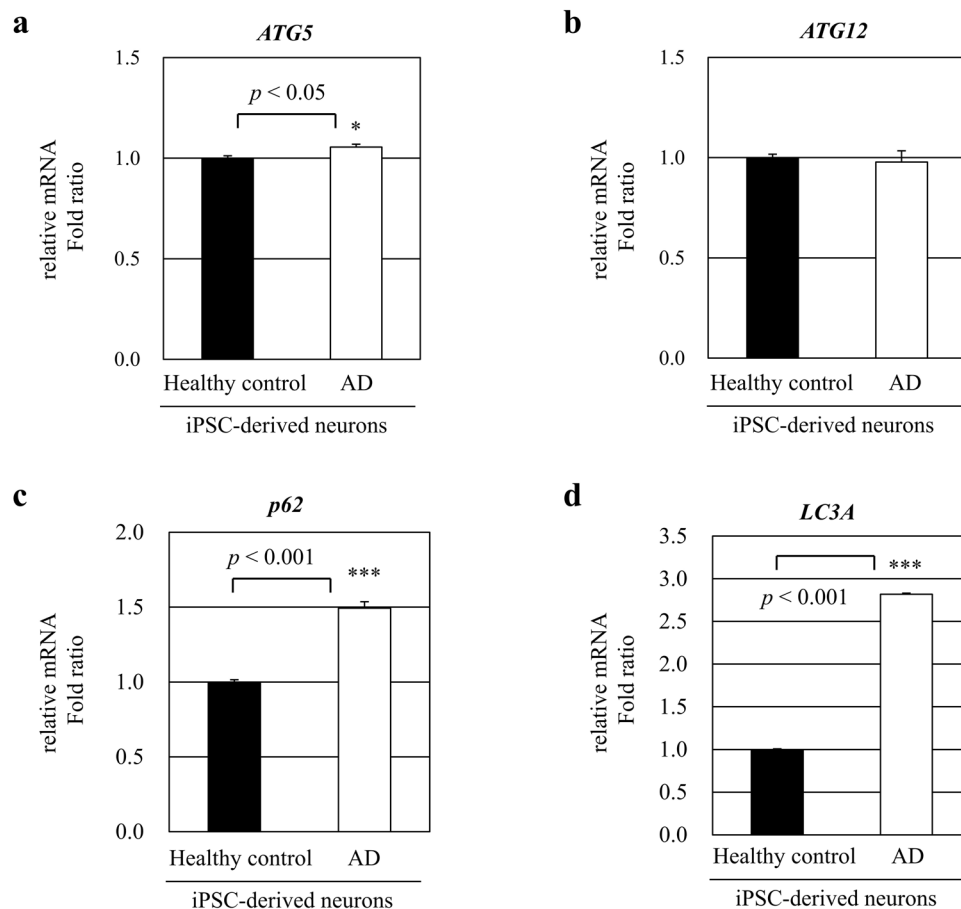 a
ATG5
1.5
p < 0.05
*
1.0
0.5
0.0
relative mRNA
Fold ratio
Healthy control AD
iPSC-derived neurons
b
ATG12
1.5
1.0
0.5
0.0
relative mRNA
Fold ratio
Healthy control AD
iPSC-derived neurons
c
p62
2.0
p < 0.001
***
1.5
1.0
0.5
0.0
relative mRNA
Fold ratio
Healthy control AD
iPSC-derived neurons
d
LC3A
3.5
3.0
***
p < 0.001
2.5
2.0
1.5
1.0
0.5
0.0
relative mRNA
Fold ratio
Healthy control AD
iPSC-derived neurons